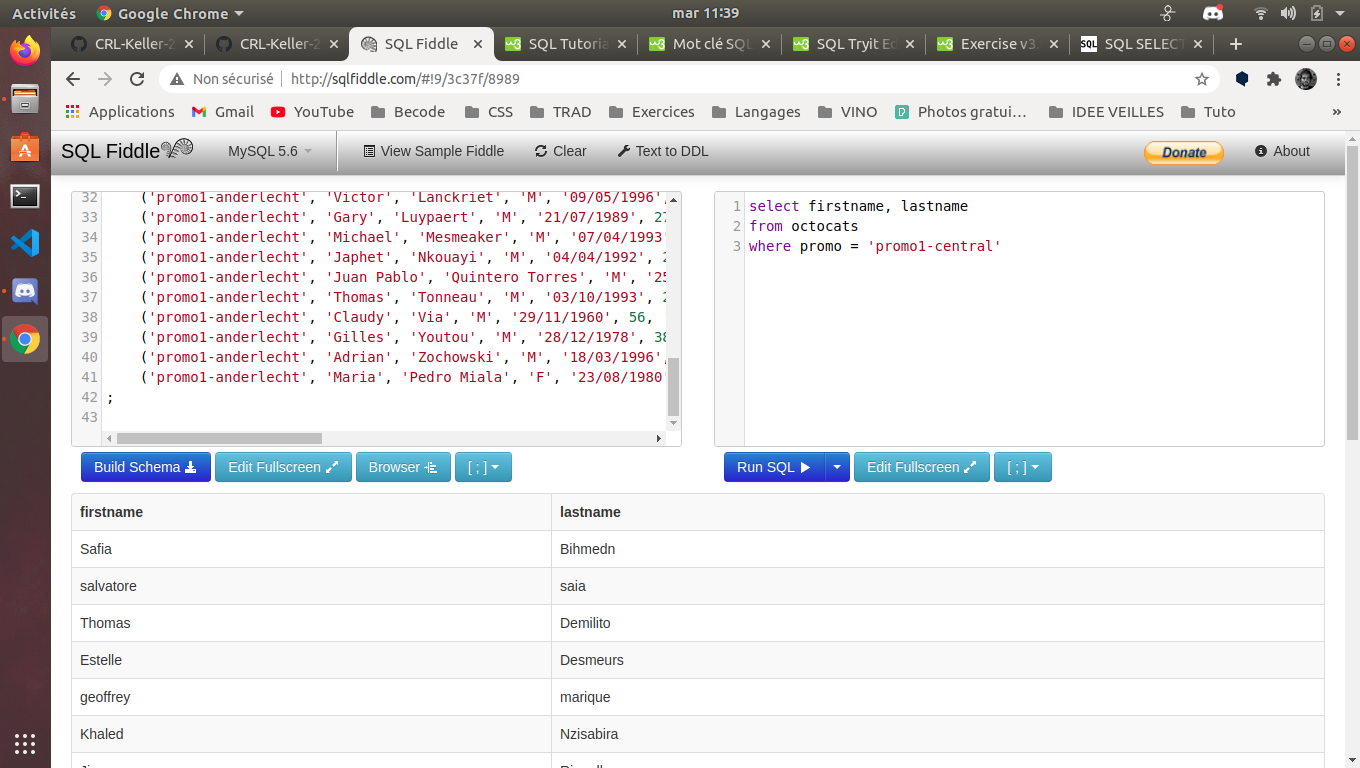 Activités Google Chrome mar 11:39
CRL-Keller-2 CRL-Keller-2 SQL Fiddle SQL Tutoria Mot clé SQL SQL Tryit Ed Exercise v3. SQL SQL SELECT
Non sécurisé http://sqlfiddle.com/#!9/3c37f/8989
Applications Gmail YouTube Becode CSS TRAD Exercices Langages VINO Photos gratui… IDEE VEILLES Tuto »
SQL Fiddle MySQL 5.6 View Sample Fiddle Clear Text to DDL Donate About
32 ('promo1-anderlecht', 'Victor', 'Lanckriet', 'M', '09/05/1996',
33 ('promo1-anderlecht', 'Gary', 'Luypaert', 'M', '21/07/1989', 27
34 ('promo1-anderlecht', 'Michael', 'Mesmeaker', 'M', '07/04/1993'
35 ('promo1-anderlecht', 'Japhet', 'Nkouayi', 'M', '04/04/1992', 2
36 ('promo1-anderlecht', 'Juan Pablo', 'Quintero Torres', 'M', '25
37 ('promo1-anderlecht', 'Thomas', 'Tonneau', 'M', '03/10/1993', 2
38 ('promo1-anderlecht', 'Claudy', 'Via', 'M', '29/11/1960', 56,
39 ('promo1-anderlecht', 'Gilles', 'Youtou', 'M', '28/12/1978', 38
40 ('promo1-anderlecht', 'Adrian', 'Zochowski', 'M', '18/03/1996',
41 ('promo1-anderlecht', 'Maria', 'Pedro Miala', 'F', '23/08/1980'
42 ;
43
1 select firstname, lastname
2 from octocats
3 where promo = 'promo1-central'
Build Schema Edit Fullscreen Browser [ ; ] Run SQL Edit Fullscreen [ ; ]
firstname lastname
Safia Bihmedn
salvatore saia
Thomas Demilito
Estelle Desmeurs
geoffrey marique
Khaled Nzisabira